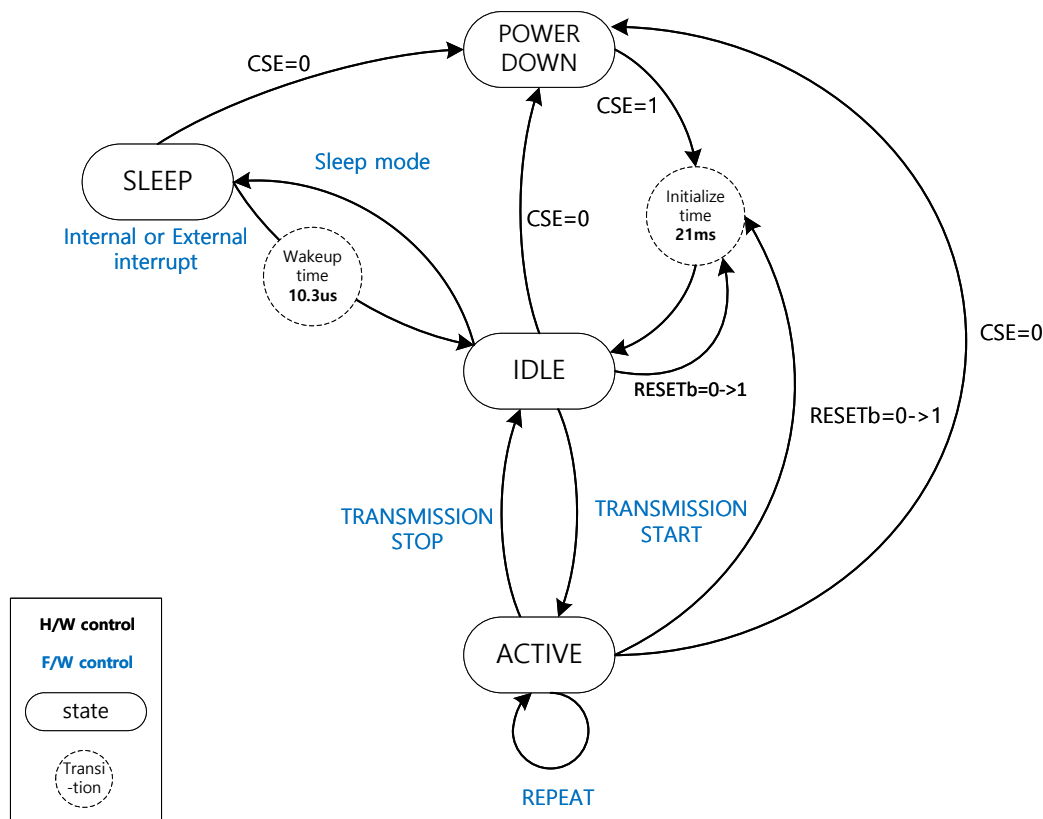 POWER
DOWN
CSE=0
CSE=1
SLEEP
Sleep mode
Initialize
time
21ms
CSE=0
Internal or External
interrupt
Wakeup
time
10.3us
CSE=0
IDLE
RESETb=0->1
RESETb=0->1
TRANSMISSION
STOP
TRANSMISSION
START
ACTIVE
REPEAT
H/W control
F/W control
state
Transi
-tion